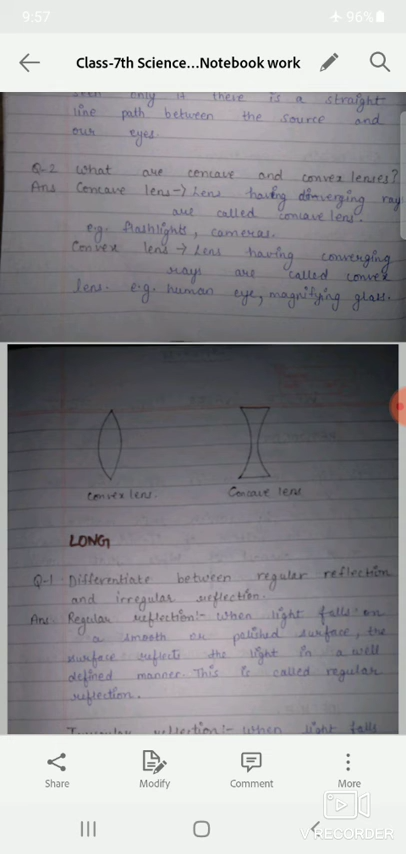 9:57
96%
Class-7th Science...Notebook work
seen only if there is a straight
line path between the source and
our eyes.
Q-2 What are concave and convex lenses?
Ans Concave lens → Lens having diverging ray
are called concave lens.
e.g. flashlights, cameras.
Convex lens → Lens having converging
rays are called convex
lens. e.g. human eye, magnifying glass.
convex lens.
Concave lens
LONG
Q-1 Differentiate between regular reflection
and irregular reflection.
Ans Regular reflection:- When light falls on
a smooth or polished surface, the
surface reflects the light in a well
defined manner. This is called regular
reflection.
Irregular reflection:- When light falls
Share
Modify
Comment
More
V RECORDER